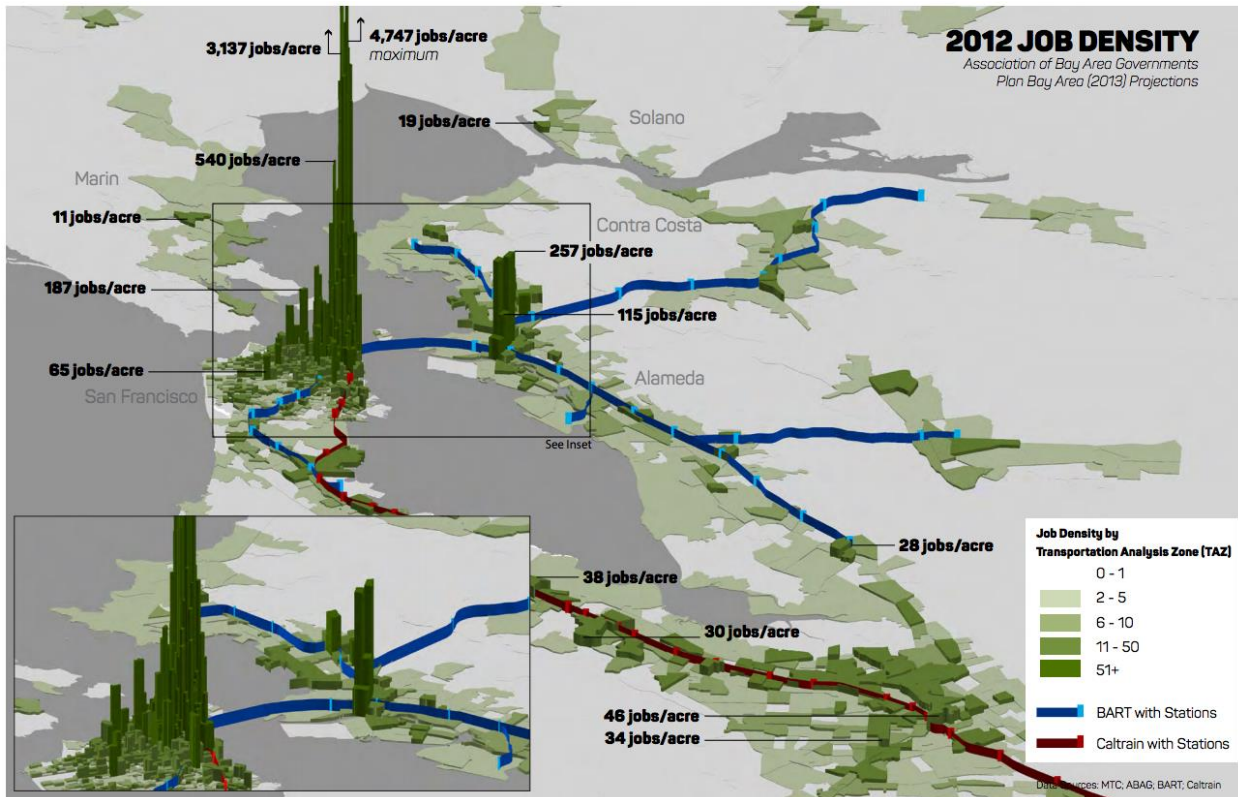 2012 JOB DENSITY
Association of Bay Area Governments
Plan Bay Area (2013) Projections
3,137 jobs/acre
4,747 jobs/acre
maximum
19 jobs/acre
Solano
540 jobs/acre
Marin
11 jobs/acre
Contra Costa
257 jobs/acre
187 jobs/acre
115 jobs/acre
65 jobs/acre
San Francisco
Alameda
See Inset
28 jobs/acre
38 jobs/acre
30 jobs/acre
46 jobs/acre
34 jobs/acre
Job Density by
Transportation Analysis Zone (TAZ)
0 - 1
2 - 5
6 - 10
11 - 50
51+
BART with Stations
Caltrain with Stations
Data Sources: MTC; ABAG; BART; Caltrain